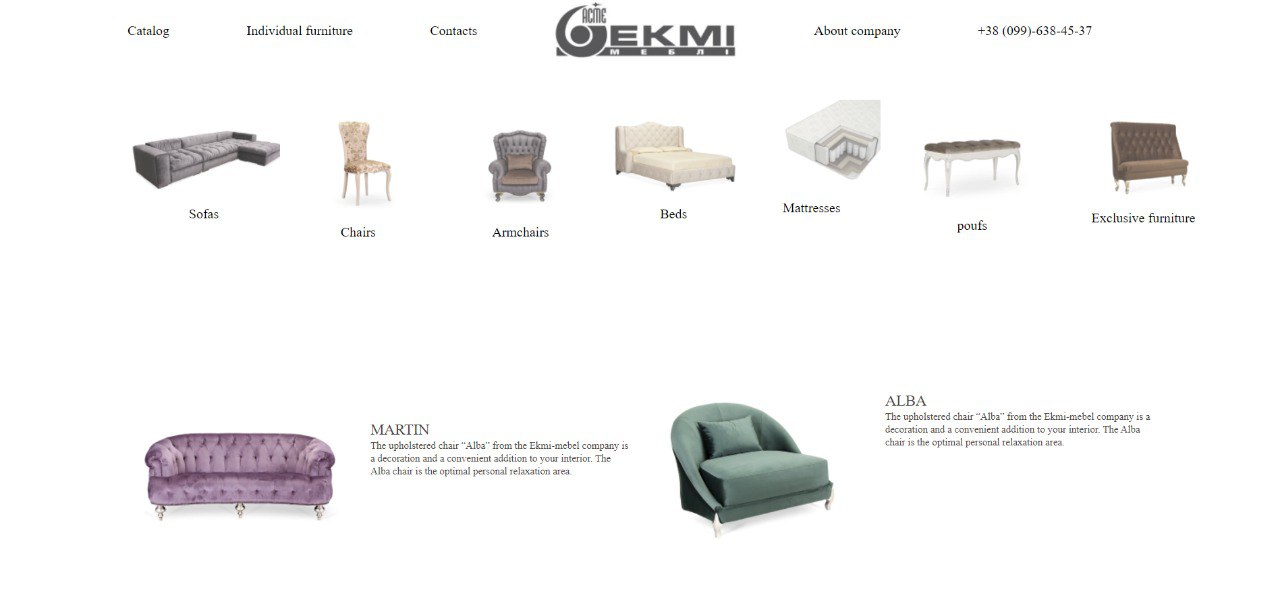 Catalog
Individual furniture
Contacts
ACME
ЕКМІ
МЕБЛІ
About company
+38 (099)-638-45-37
Sofas
Chairs
Armchairs
Beds
Mattresses
poufs
Exclusive furniture
MARTIN
The upholstered chair “Alba” from the Ekmi-mebel company is
a decoration and a convenient addition to your interior. The
Alba chair is the optimal personal relaxation area.
ALBA
The upholstered chair “Alba” from the Ekmi-mebel company is a
decoration and a convenient addition to your interior. The Alba
chair is the optimal personal relaxation area.